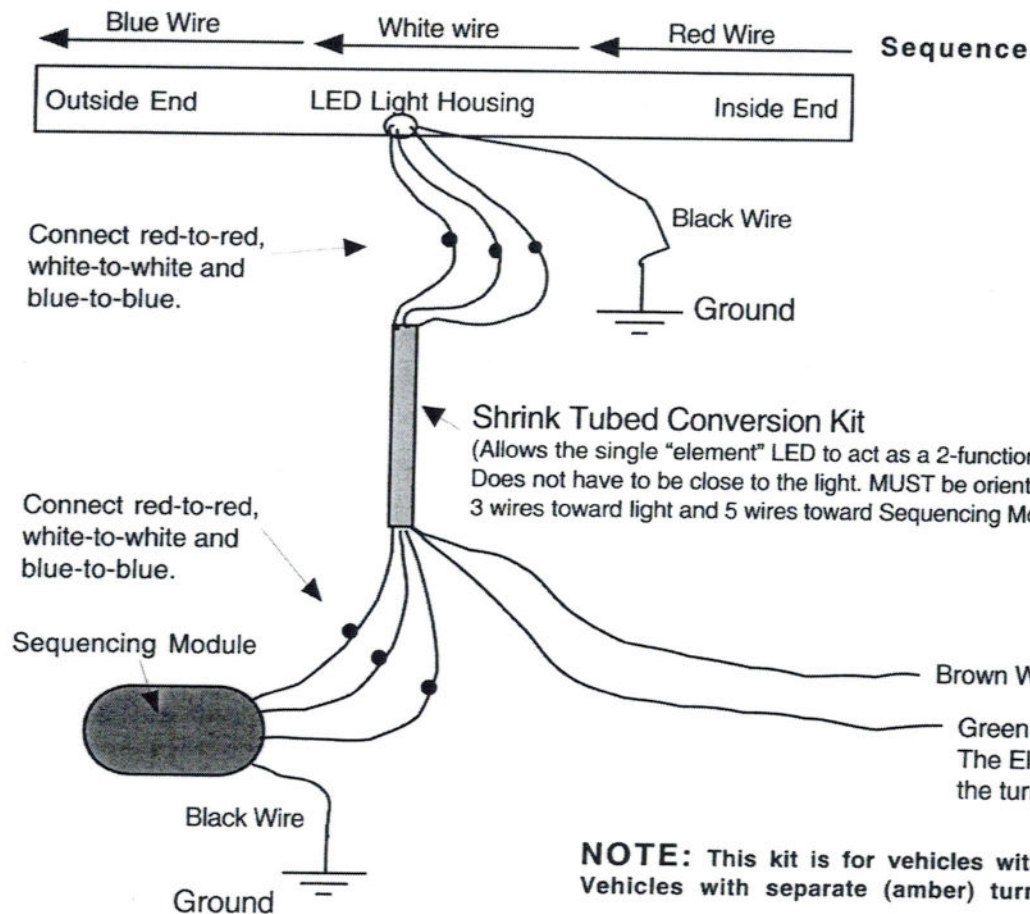 Blue Wire
White wire
Red Wire
Sequence
Outside End
LED Light Housing
Inside End
Black Wire
Connect red-to-red,
white-to-white and
blue-to-blue.
Ground
Shrink Tubed Conversion Kit
(Allows the single “element” LED to act as a 2-function
Does not have to be close to the light. MUST be orient
3 wires toward light and 5 wires toward Sequencing Mo
Connect red-to-red,
white-to-white and
blue-to-blue.
Sequencing Module
Brown W
Green
The El
the tur
Black Wire
Ground
NOTE: This kit is for vehicles wit
Vehicles with separate (amber) turn